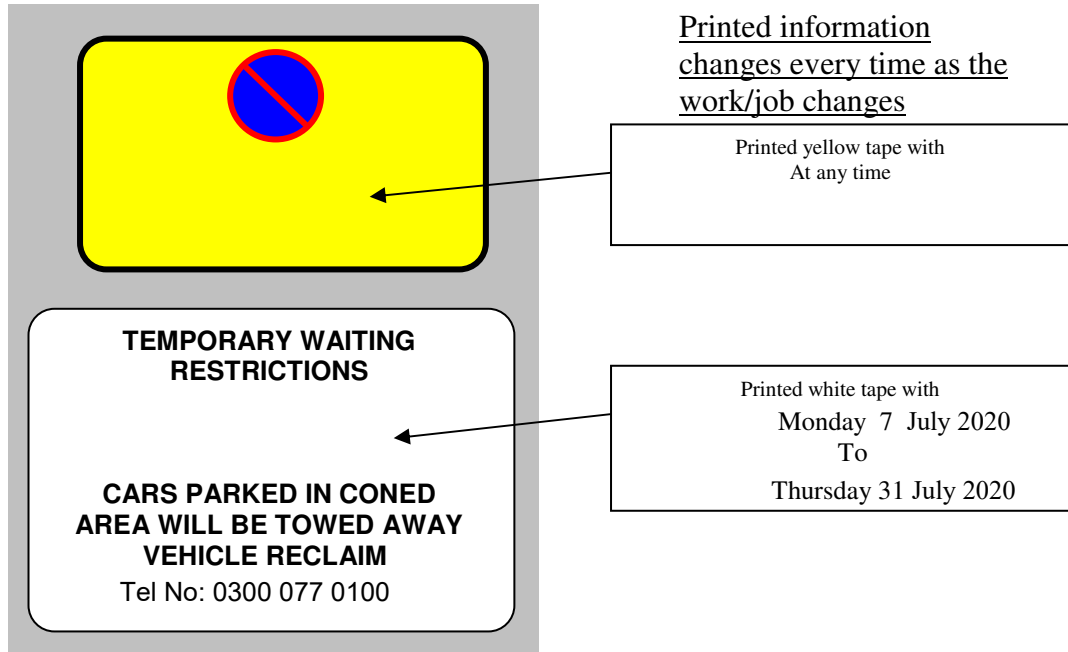 Printed information
changes every time as the
work/job changes
Printed yellow tape with
At any time
TEMPORARY WAITING
RESTRICTIONS
CARS PARKED IN CONED
AREA WILL BE TOWED AWAY
VEHICLE RECLAIM
Tel No: 0300 077 0100
Printed white tape with
Monday 7 July 2020
To
Thursday 31 July 2020